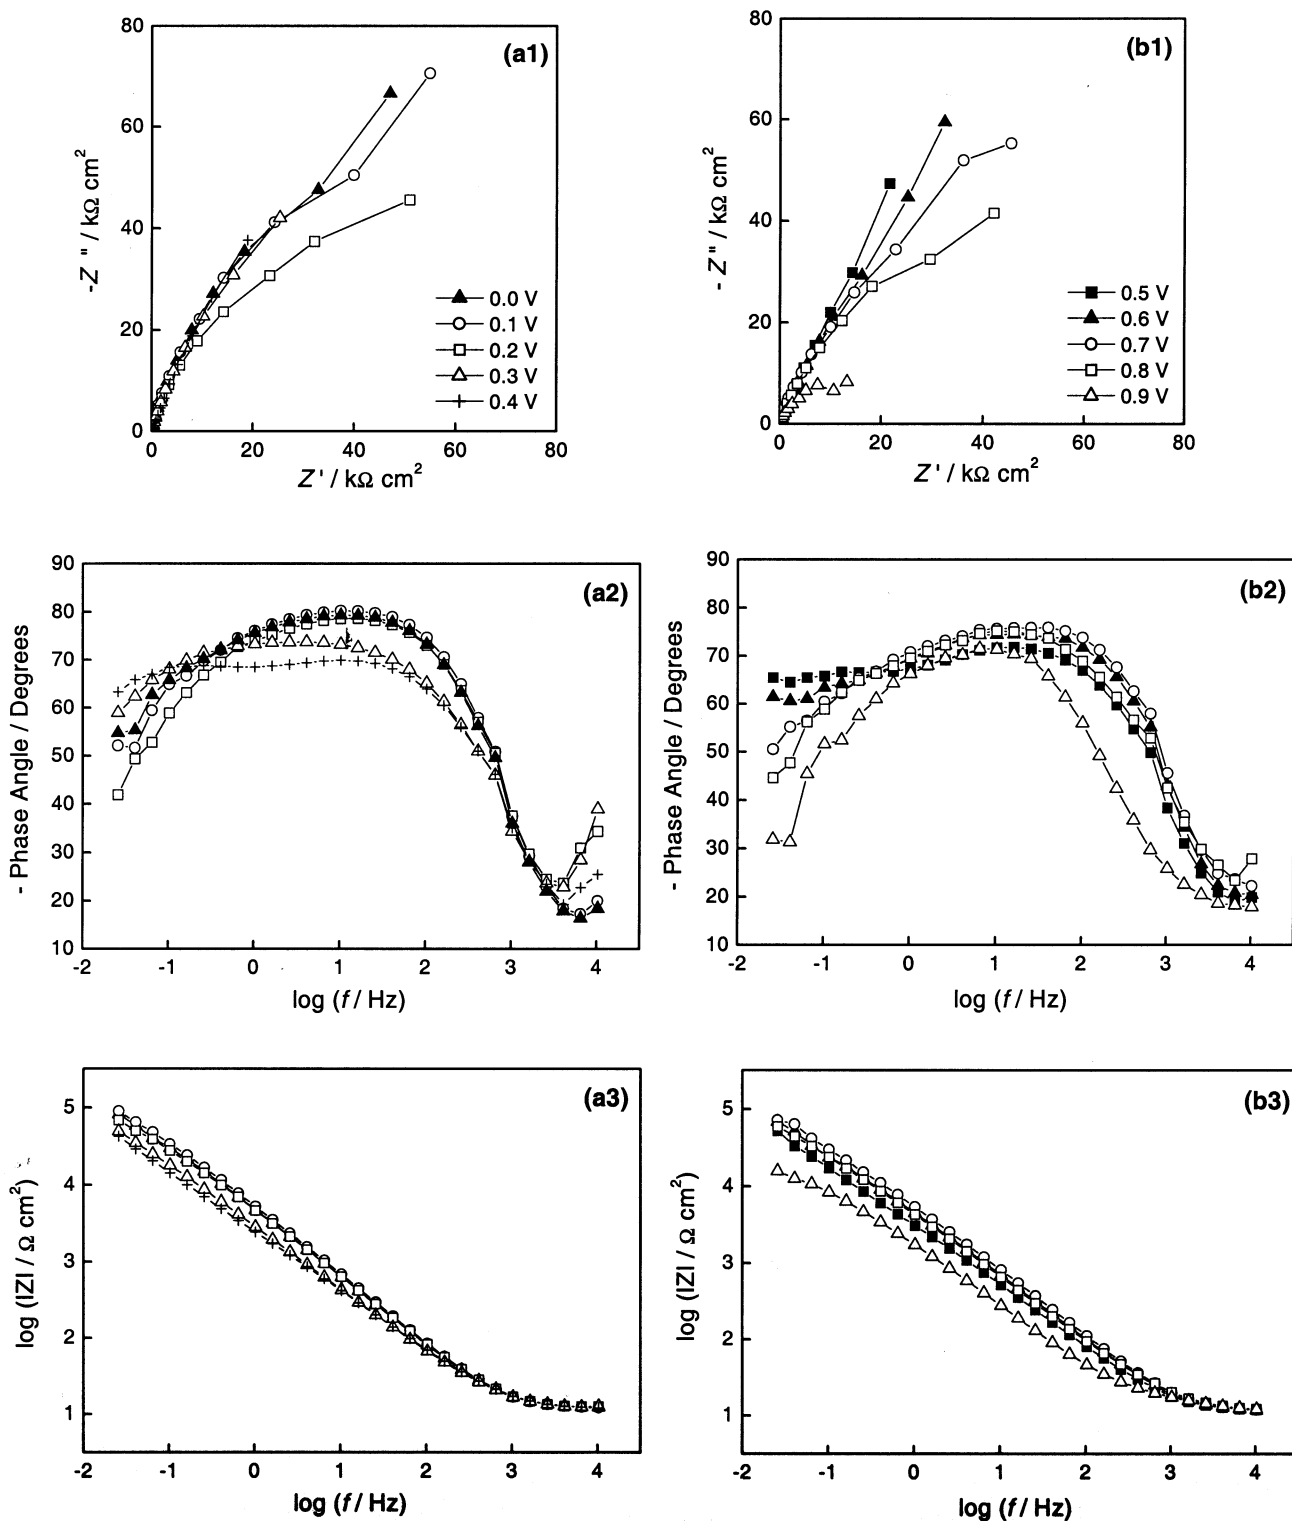 (a1)
80
60
40
20
0
- Z " / kΩ cm²
0 20 40 60 80
Z ' / kΩ cm²
0.0 V
0.1 V
0.2 V
0.3 V
0.4 V
(b1)
80
60
40
20
0
- Z " / kΩ cm²
0 20 40 60 80
Z ' / kΩ cm²
0.5 V
0.6 V
0.7 V
0.8 V
0.9 V
(a2)
90
80
70
60
50
40
30
20
10
- Phase Angle / Degrees
-2 -1 0 1 2 3 4
log (f / Hz)
(b2)
90
80
70
60
50
40
30
20
10
- Phase Angle / Degrees
-2 -1 0 1 2 3 4
log (f / Hz)
(a3)
5
4
3
2
1
log (IZI / Ω cm²)
-2 -1 0 1 2 3 4
log (f / Hz)
(b3)
5
4
3
2
1
log (IZI / Ω cm²)
-2 -1 0 1 2 3 4
log (f / Hz)